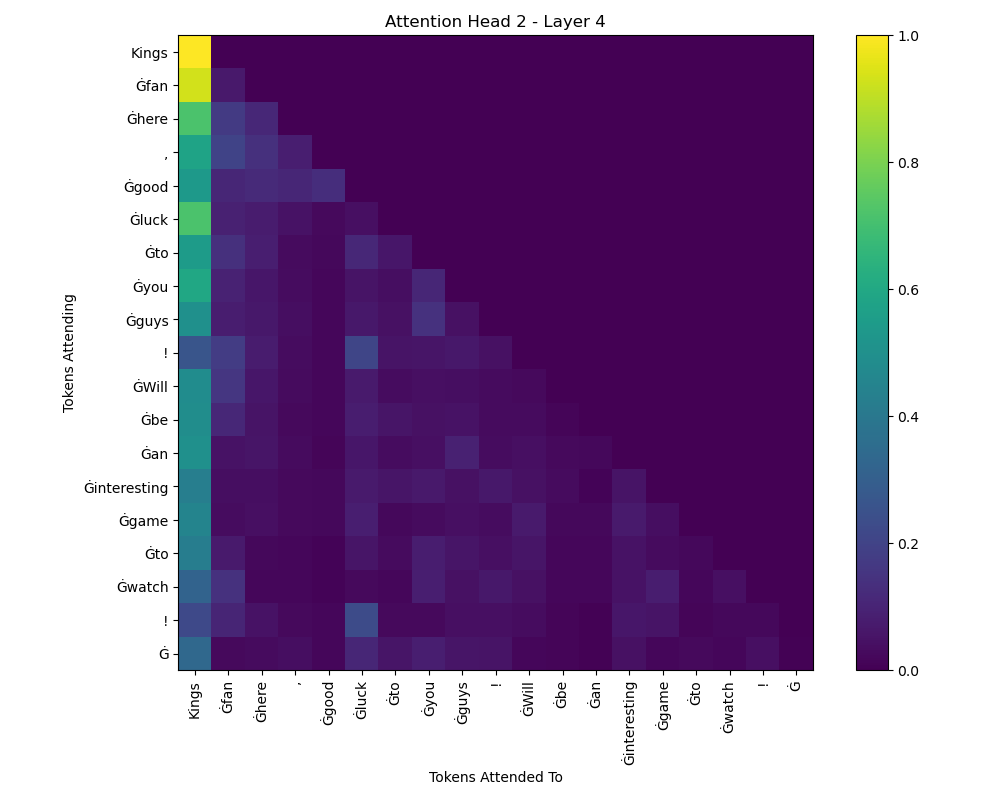 Attention Head 2 - Layer 4
Kings
Ġfan
Ġhere
,
Ġgood
Ġluck
Ġto
Ġyou
Ġguys
!
ĠWill
Ġbe
Ġan
Ġinteresting
Ġgame
Ġto
Ġwatch
!
Ġ
Tokens Attending
Kings
Ġfan
Ġhere
,
Ġgood
Ġluck
Ġto
Ġyou
Ġguys
!
ĠWill
Ġbe
Ġan
Ġinteresting
Ġgame
Ġto
Ġwatch
!
Ġ
Tokens Attended To
1.0
0.8
0.6
0.4
0.2
0.0